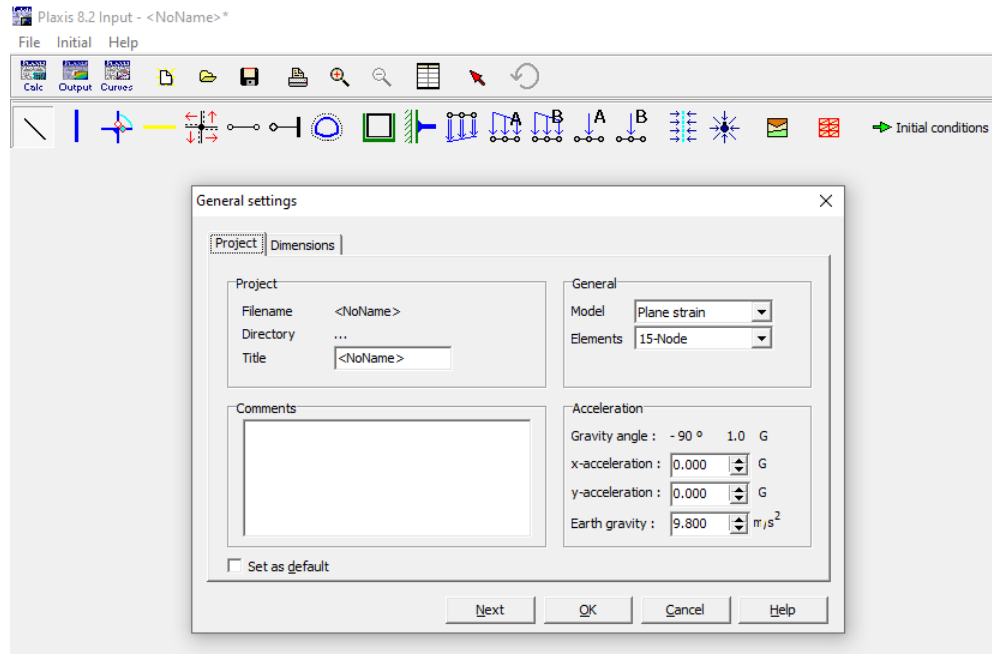 Plaxis 8.2 Input - <NoName>*
File Initial Help
Calc Output Curves
A B A B Initial conditions
General settings
Project Dimensions
Project
Filename <NoName>
Directory ...
Title <NoName>
General
Model Plane strain
Elements 15-Node
Comments
Acceleration
Gravity angle : - 90 º 1.0 G
x-acceleration : 0.000 G
y-acceleration : 0.000 G
Earth gravity : 9.800 m/s²
Set as default
Next OK Cancel Help